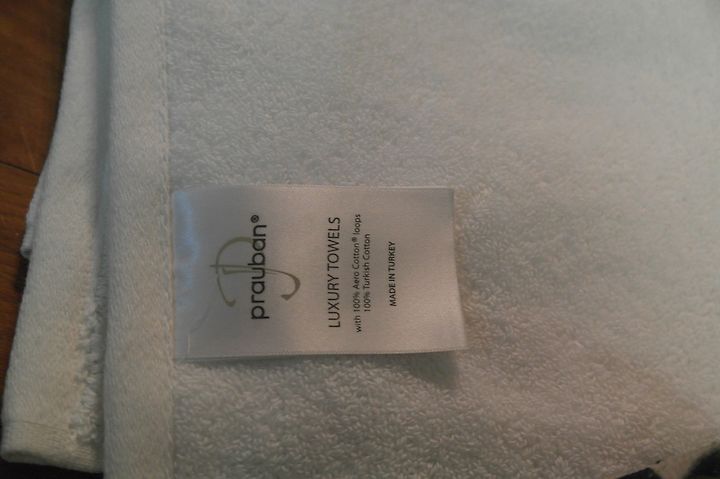 prauban®
LUXURY TOWELS
with 100% Aero Cotton® loops
100% Turkish Cotton
MADE IN TURKEY